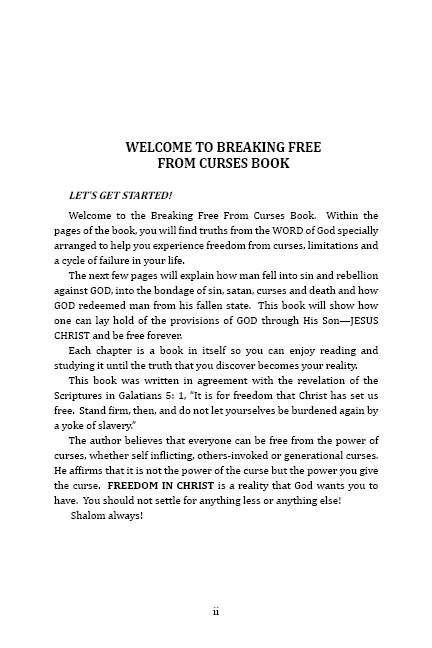 WELCOME TO BREAKING FREE
FROM CURSES BOOK
LET'S GET STARTED!
Welcome to the Breaking Free From Curses Book. Within the
pages of the book, you will find truths from the WORD of God specially
arranged to help you experience freedom from curses, limitations and
a cycle of failure in your life.
The next few pages will explain how man fell into sin and rebellion
against GOD, into the bondage of sin, satan, curses and death and how
GOD redeemed man from his fallen state. This book will show how
one can lay hold of the provisions of GOD through His Son—JESUS
CHRIST and be free forever.
Each chapter is a book in itself so you can enjoy reading and
studying it until the truth that you discover becomes your reality.
This book was written in agreement with the revelation of the
Scriptures in Galatians 5: 1, “It is for freedom that Christ has set us
free. Stand firm, then, and do not let yourselves be burdened again by
a yoke of slavery.”
The author believes that everyone can be free from the power of
curses, whether self inflicting, others-invoked or generational curses.
He affirms that it is not the power of the curse but the power you give
the curse. FREEDOM IN CHRIST is a reality that God wants you to
have. You should not settle for anything less or anything else!
Shalom always!
ii